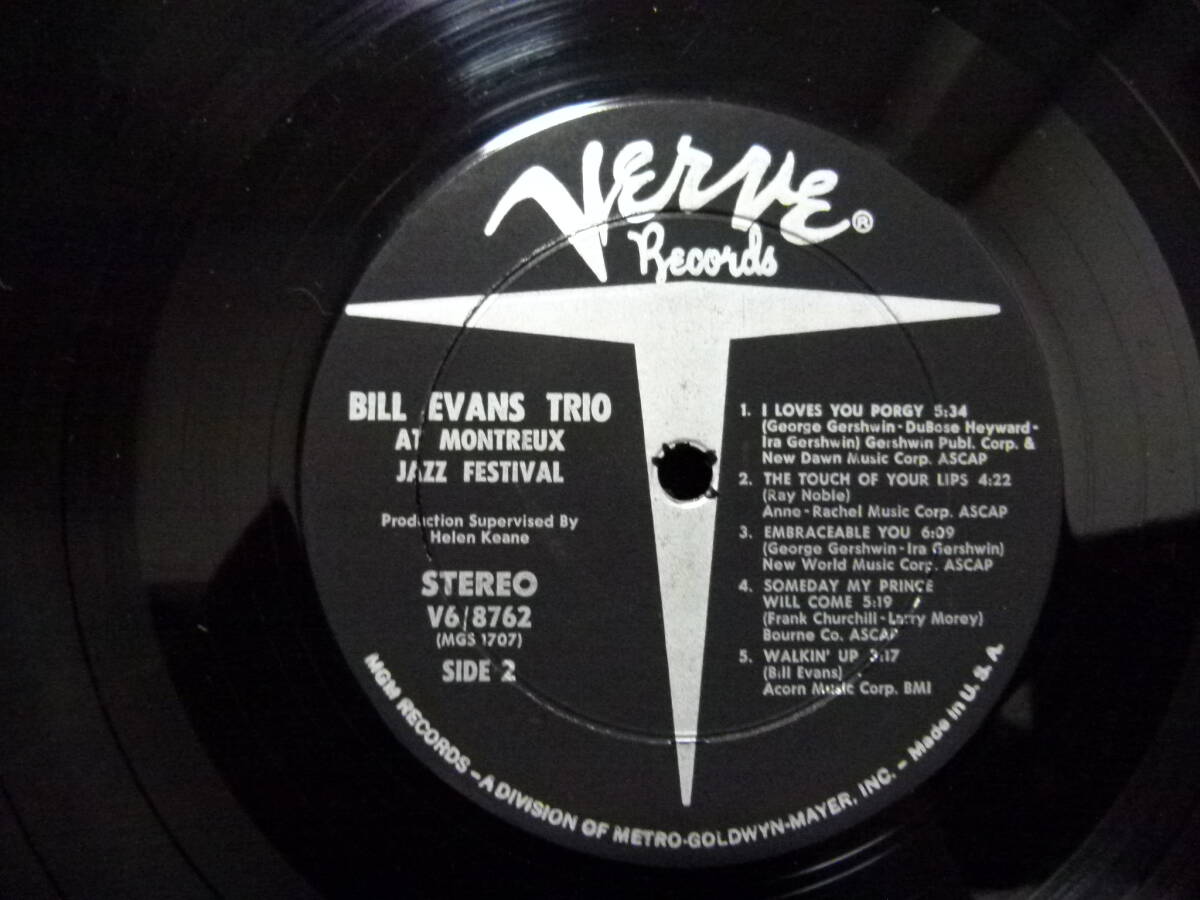 Verve®
Records
BILL EVANS TRIO
AT MONTREUX
JAZZ FESTIVAL
Production Supervised By
Helen Keane
STEREO
V6/8762
(MGS 1707)
SIDE 2
1. I LOVES YOU PORGY 5:34
(George Gershwin-DuBose Heyward-
Ira Gershwin) Gershwin Publ. Corp. &
New Dawn Music Corp. ASCAP
2. THE TOUCH OF YOUR LIPS 4:22
(Ray Noble)
Anne-Rachel Music Corp. ASCAP
3. EMBRACEABLE YOU 6:09
(George Gershwin-Ira Gershwin)
New World Music Corp. ASCAP
4. SOMEDAY MY PRINCE
WILL COME 5:19
(Frank Churchill-Larry Morey)
Bourne Co. ASCAP
5. WALKIN' UP 3:17
(Bill Evans)
Acorn Music Corp. BMI
MGM RECORDS – A DIVISION OF METRO-GOLDWYN-MAYER, INC. – Made in U. S. A.